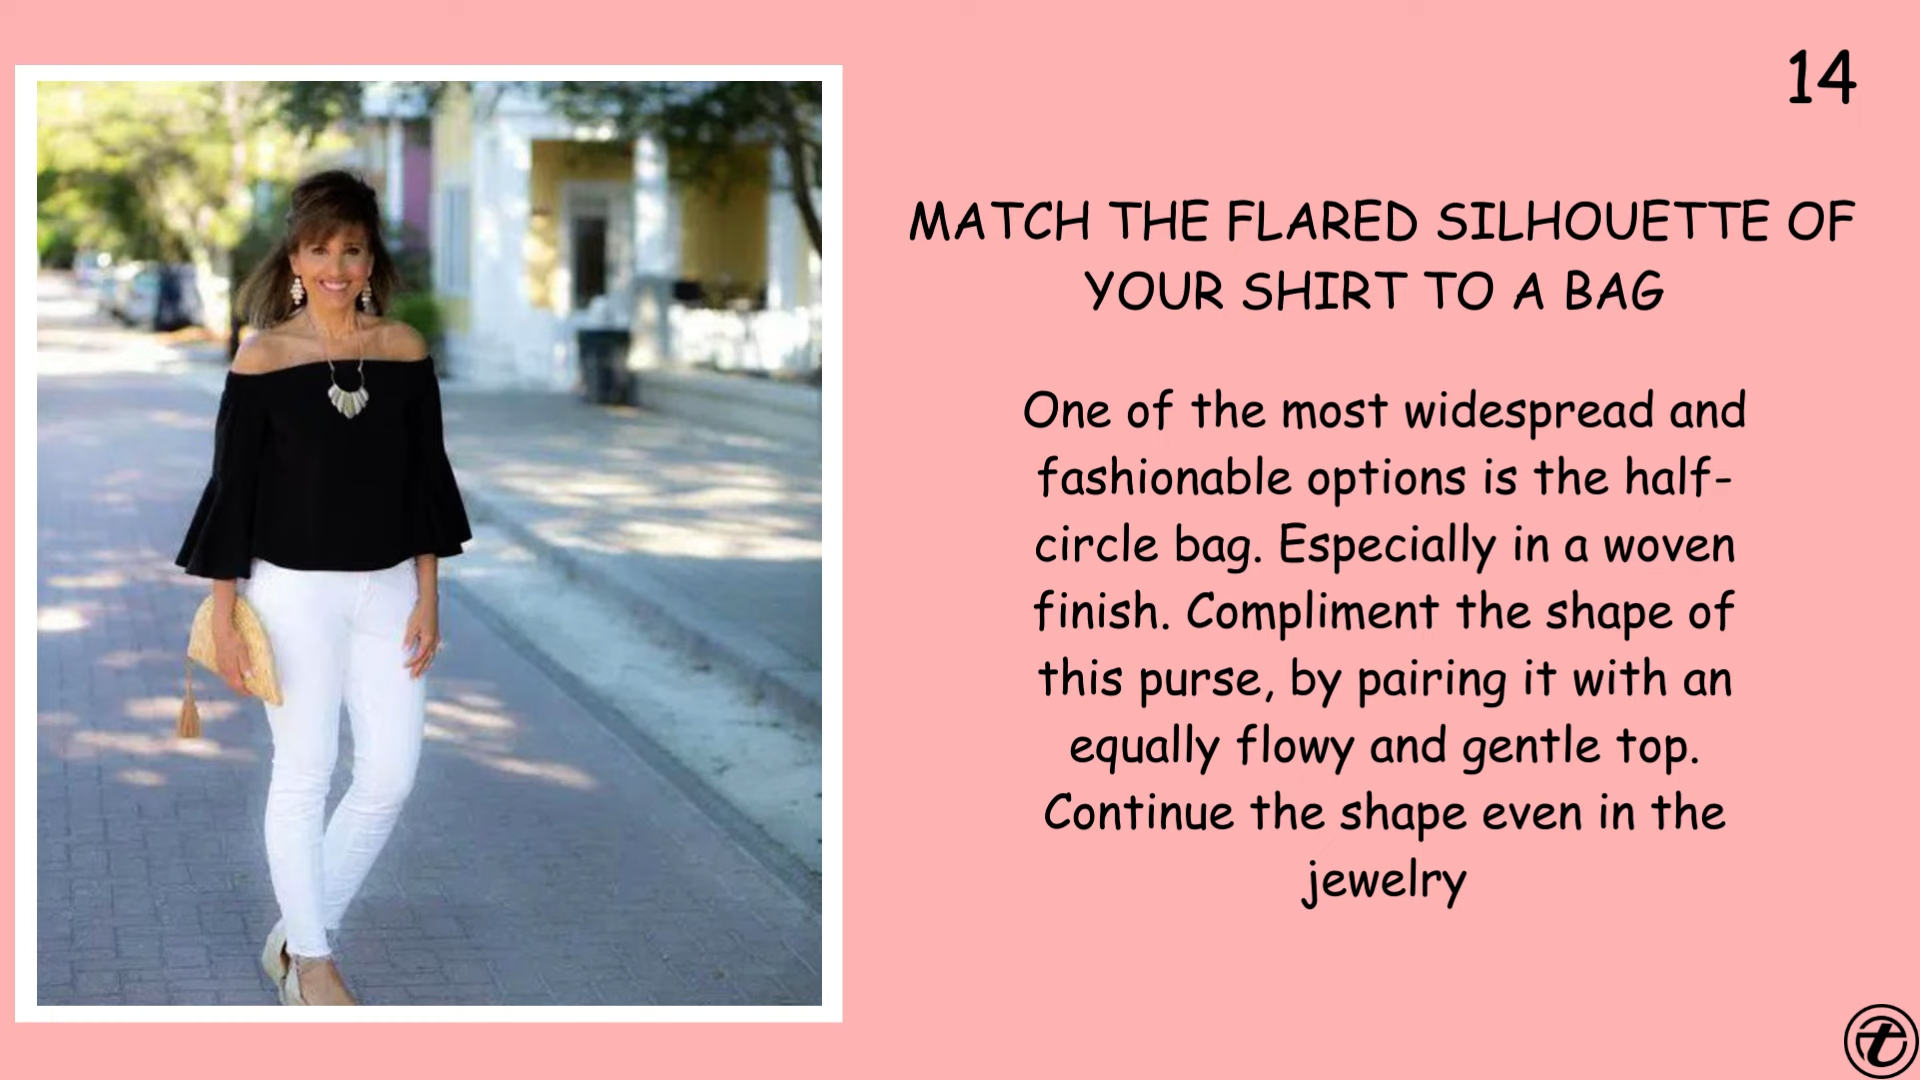 14
MATCH THE FLARED SILHOUETTE OF
YOUR SHIRT TO A BAG
One of the most widespread and
fashionable options is the half-
circle bag. Especially in a woven
finish. Compliment the shape of
this purse, by pairing it with an
equally flowy and gentle top.
Continue the shape even in the
jewelry
t